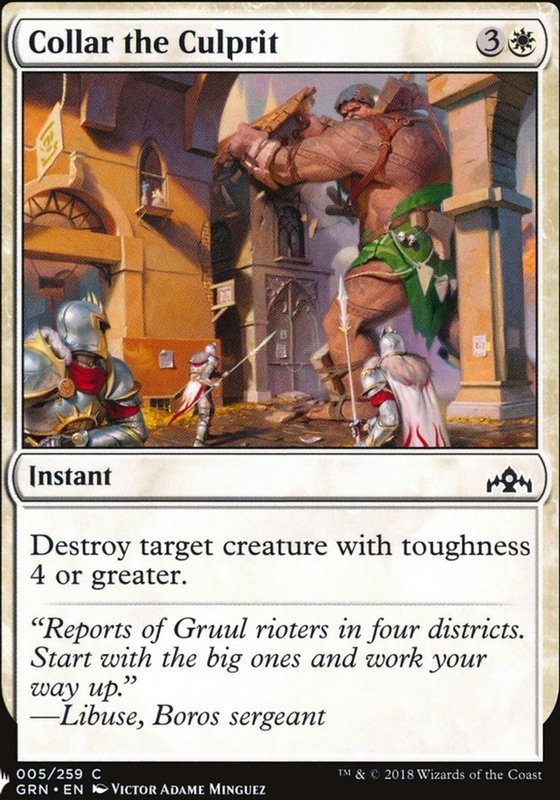 Collar the Culprit 3
Instant
Destroy target creature with toughness
4 or greater.
“Reports of Gruul rioters in four districts.
Start with the big ones and work your
way up.”
—Libuse, Boros sergeant
005/259 C
GRN • EN Victor Adame Minguez
™ & © 2018 Wizards of the Coast